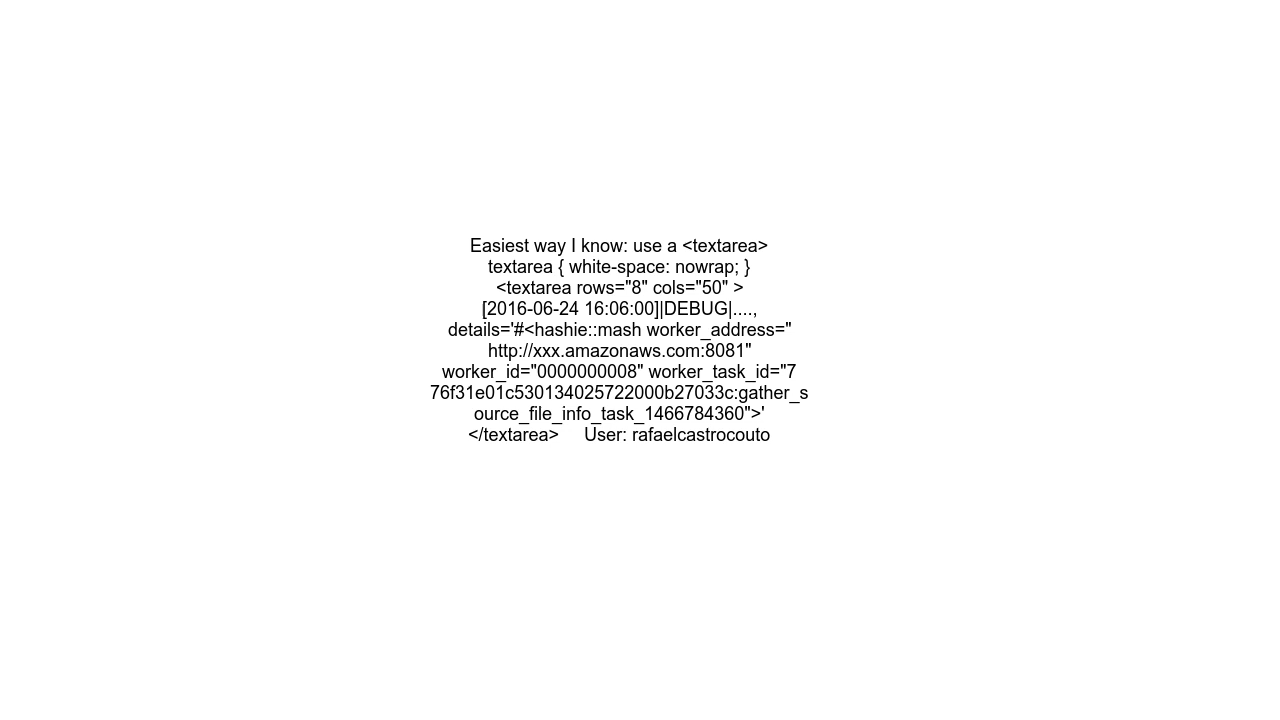 Easiest way I know: use a <textarea>
textarea { white-space: nowrap; }
<textarea rows="8" cols="50" >
[2016-06-24 16:06:00]|DEBUG|....,
details='#<hashie::mash worker_address="
http://xxx.amazonaws.com:8081"
worker_id="0000000008" worker_task_id="7
76f31e01c530134025722000b27033c:gather_s
ource_file_info_task_1466784360">'
</textarea>     User: rafaelcastrocouto